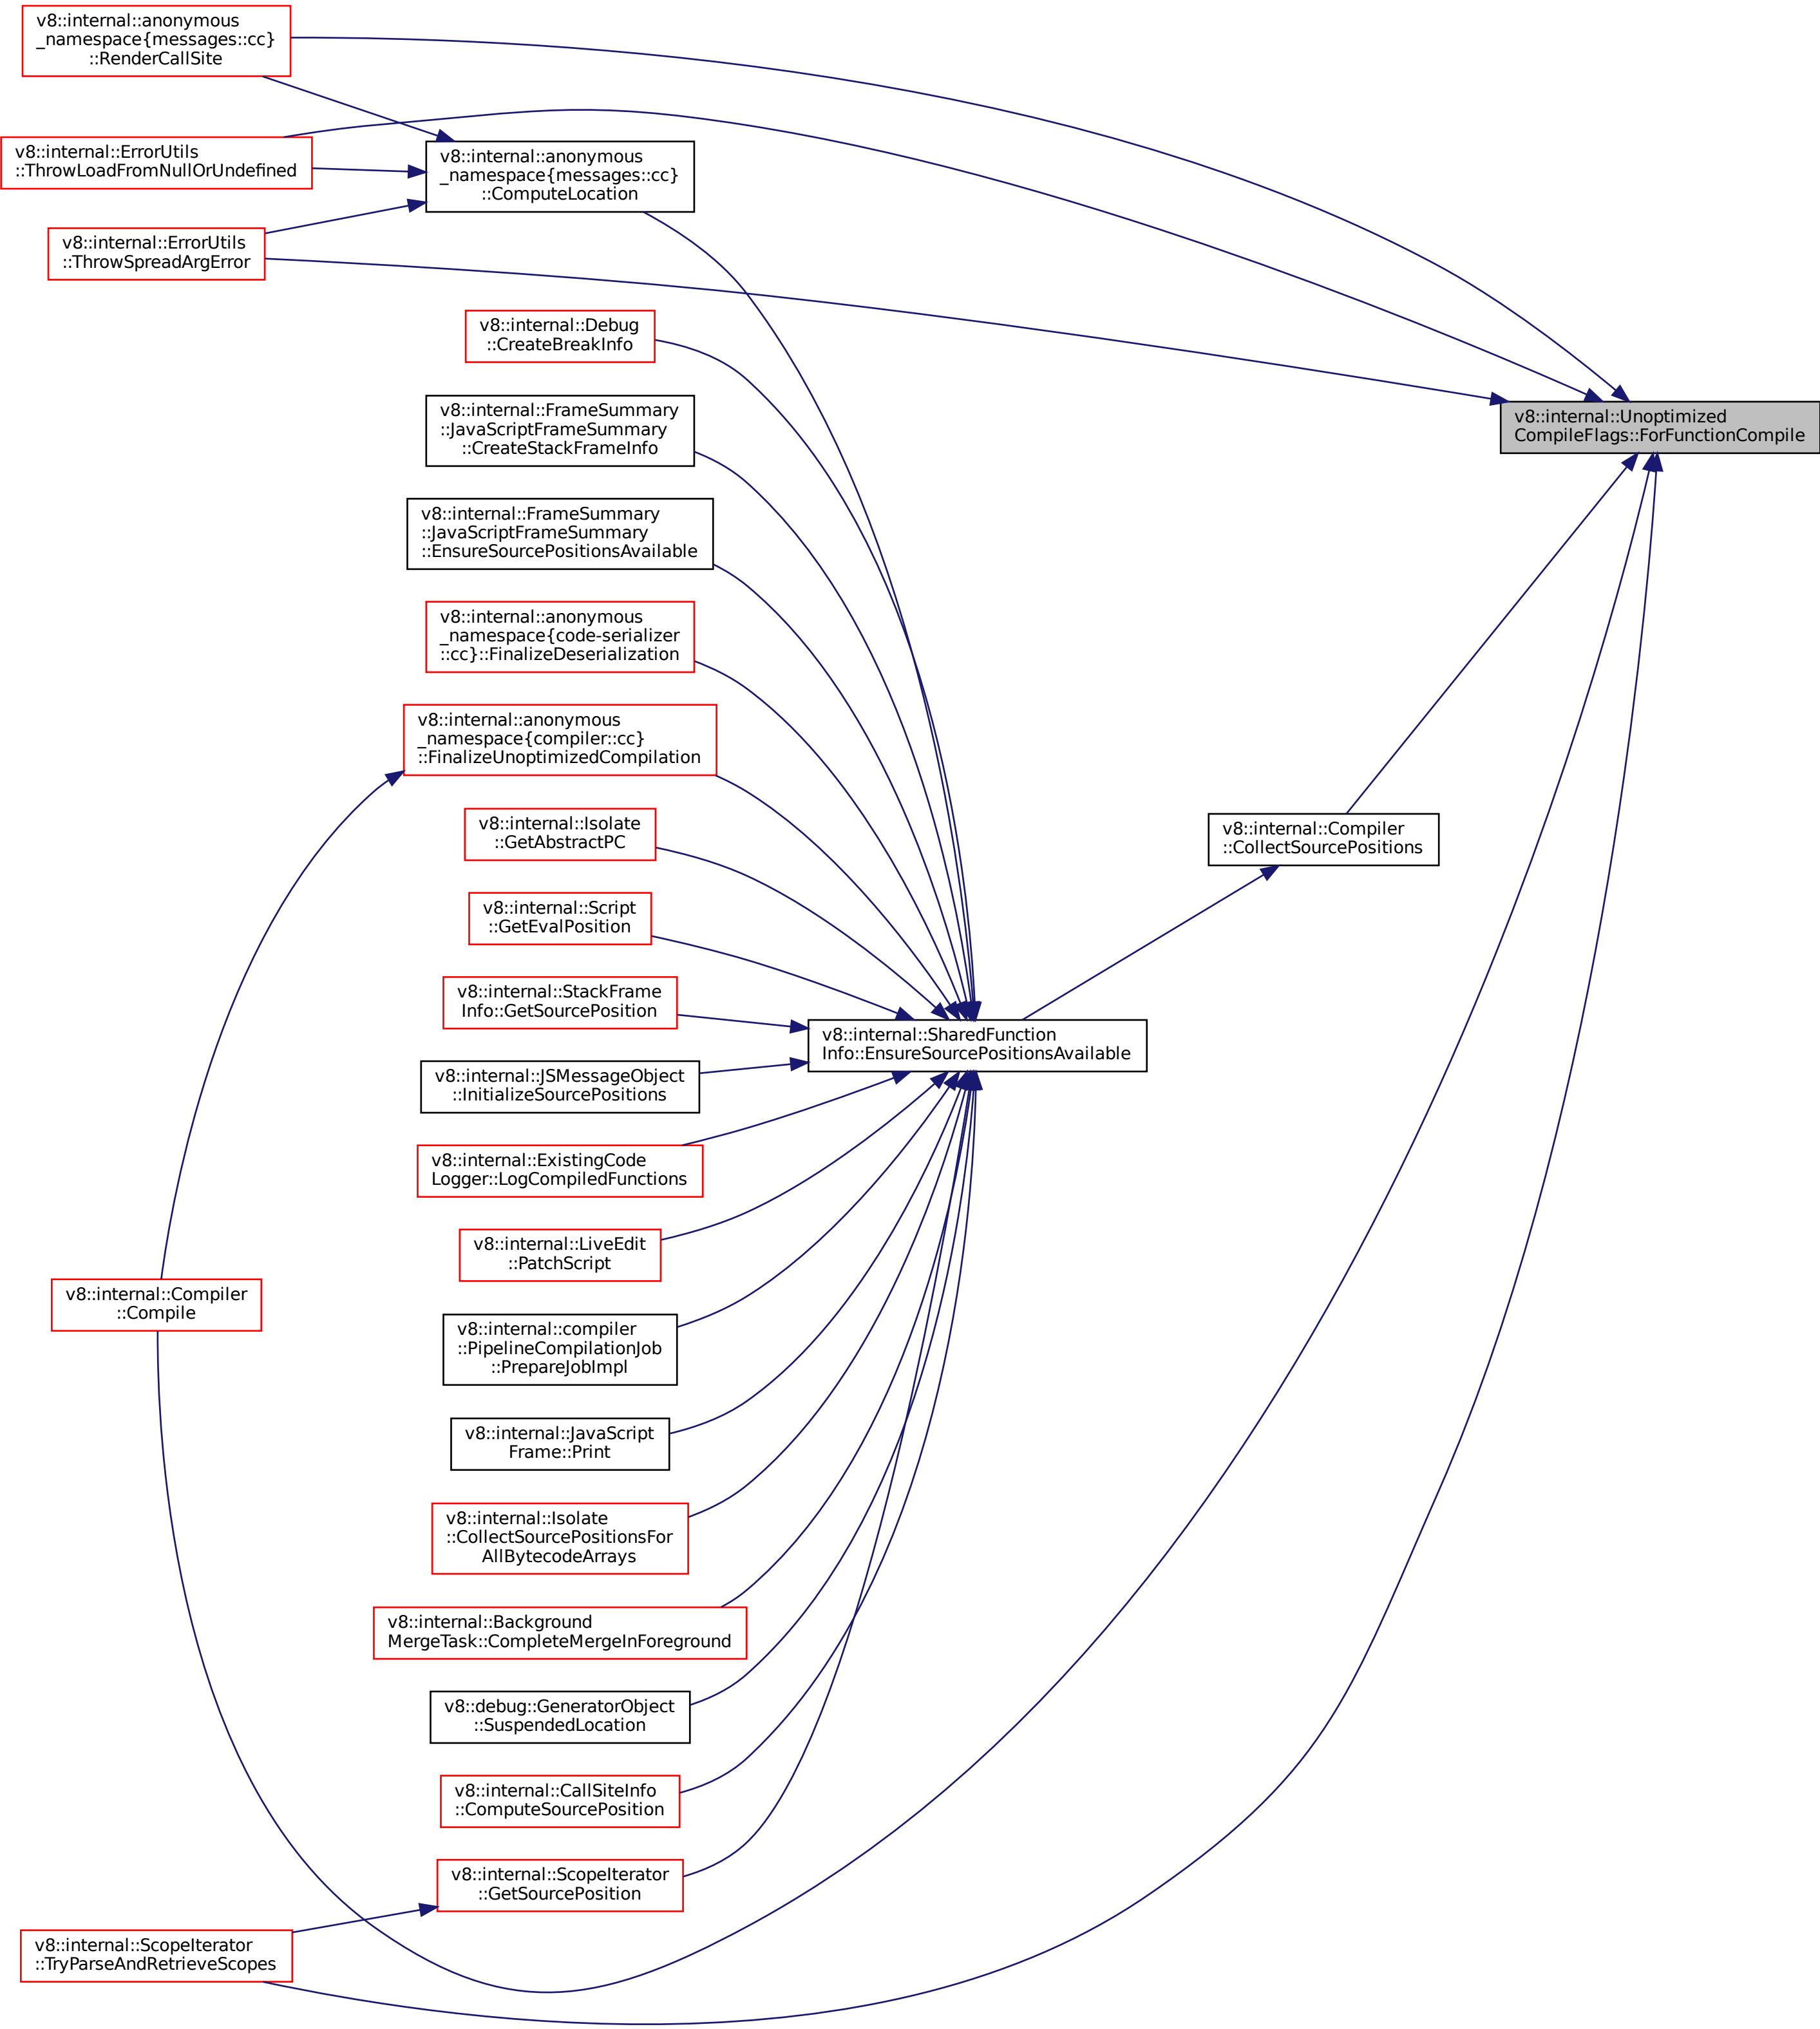 v8::internal::anonymous
_namespace{messages::cc}
::RenderCallSite
v8::internal::ErrorUtils
::ThrowLoadFromNullOrUndefined
v8::internal::anonymous
_namespace{messages::cc}
::ComputeLocation
v8::internal::ErrorUtils
::ThrowSpreadArgError
v8::internal::Debug
::CreateBreakInfo
v8::internal::FrameSummary
::JavaScriptFrameSummary
::CreateStackFrameInfo
v8::internal::Unoptimized
CompileFlags::ForFunctionCompile
v8::internal::FrameSummary
::JavaScriptFrameSummary
::EnsureSourcePositionsAvailable
v8::internal::anonymous
_namespace{code-serializer
::cc}::FinalizeDeserialization
v8::internal::anonymous
_namespace{compiler::cc}
::FinalizeUnoptimizedCompilation
v8::internal::Isolate
::GetAbstractPC
v8::internal::Compiler
::CollectSourcePositions
v8::internal::Script
::GetEvalPosition
v8::internal::StackFrame
Info::GetSourcePosition
v8::internal::SharedFunction
Info::EnsureSourcePositionsAvailable
v8::internal::JSMessageObject
::InitializeSourcePositions
v8::internal::ExistingCode
Logger::LogCompiledFunctions
v8::internal::LiveEdit
::PatchScript
v8::internal::Compiler
::Compile
v8::internal::compiler
::PipelineCompilationJob
::PrepareJobImpl
v8::internal::JavaScript
Frame::Print
v8::internal::Isolate
::CollectSourcePositionsFor
AllBytecodeArrays
v8::internal::Background
MergeTask::CompleteMergeInForeground
v8::debug::GeneratorObject
::SuspendedLocation
v8::internal::CallSiteInfo
::ComputeSourcePosition
v8::internal::ScopeIterator
::GetSourcePosition
v8::internal::ScopeIterator
::TryParseAndRetrieveScopes